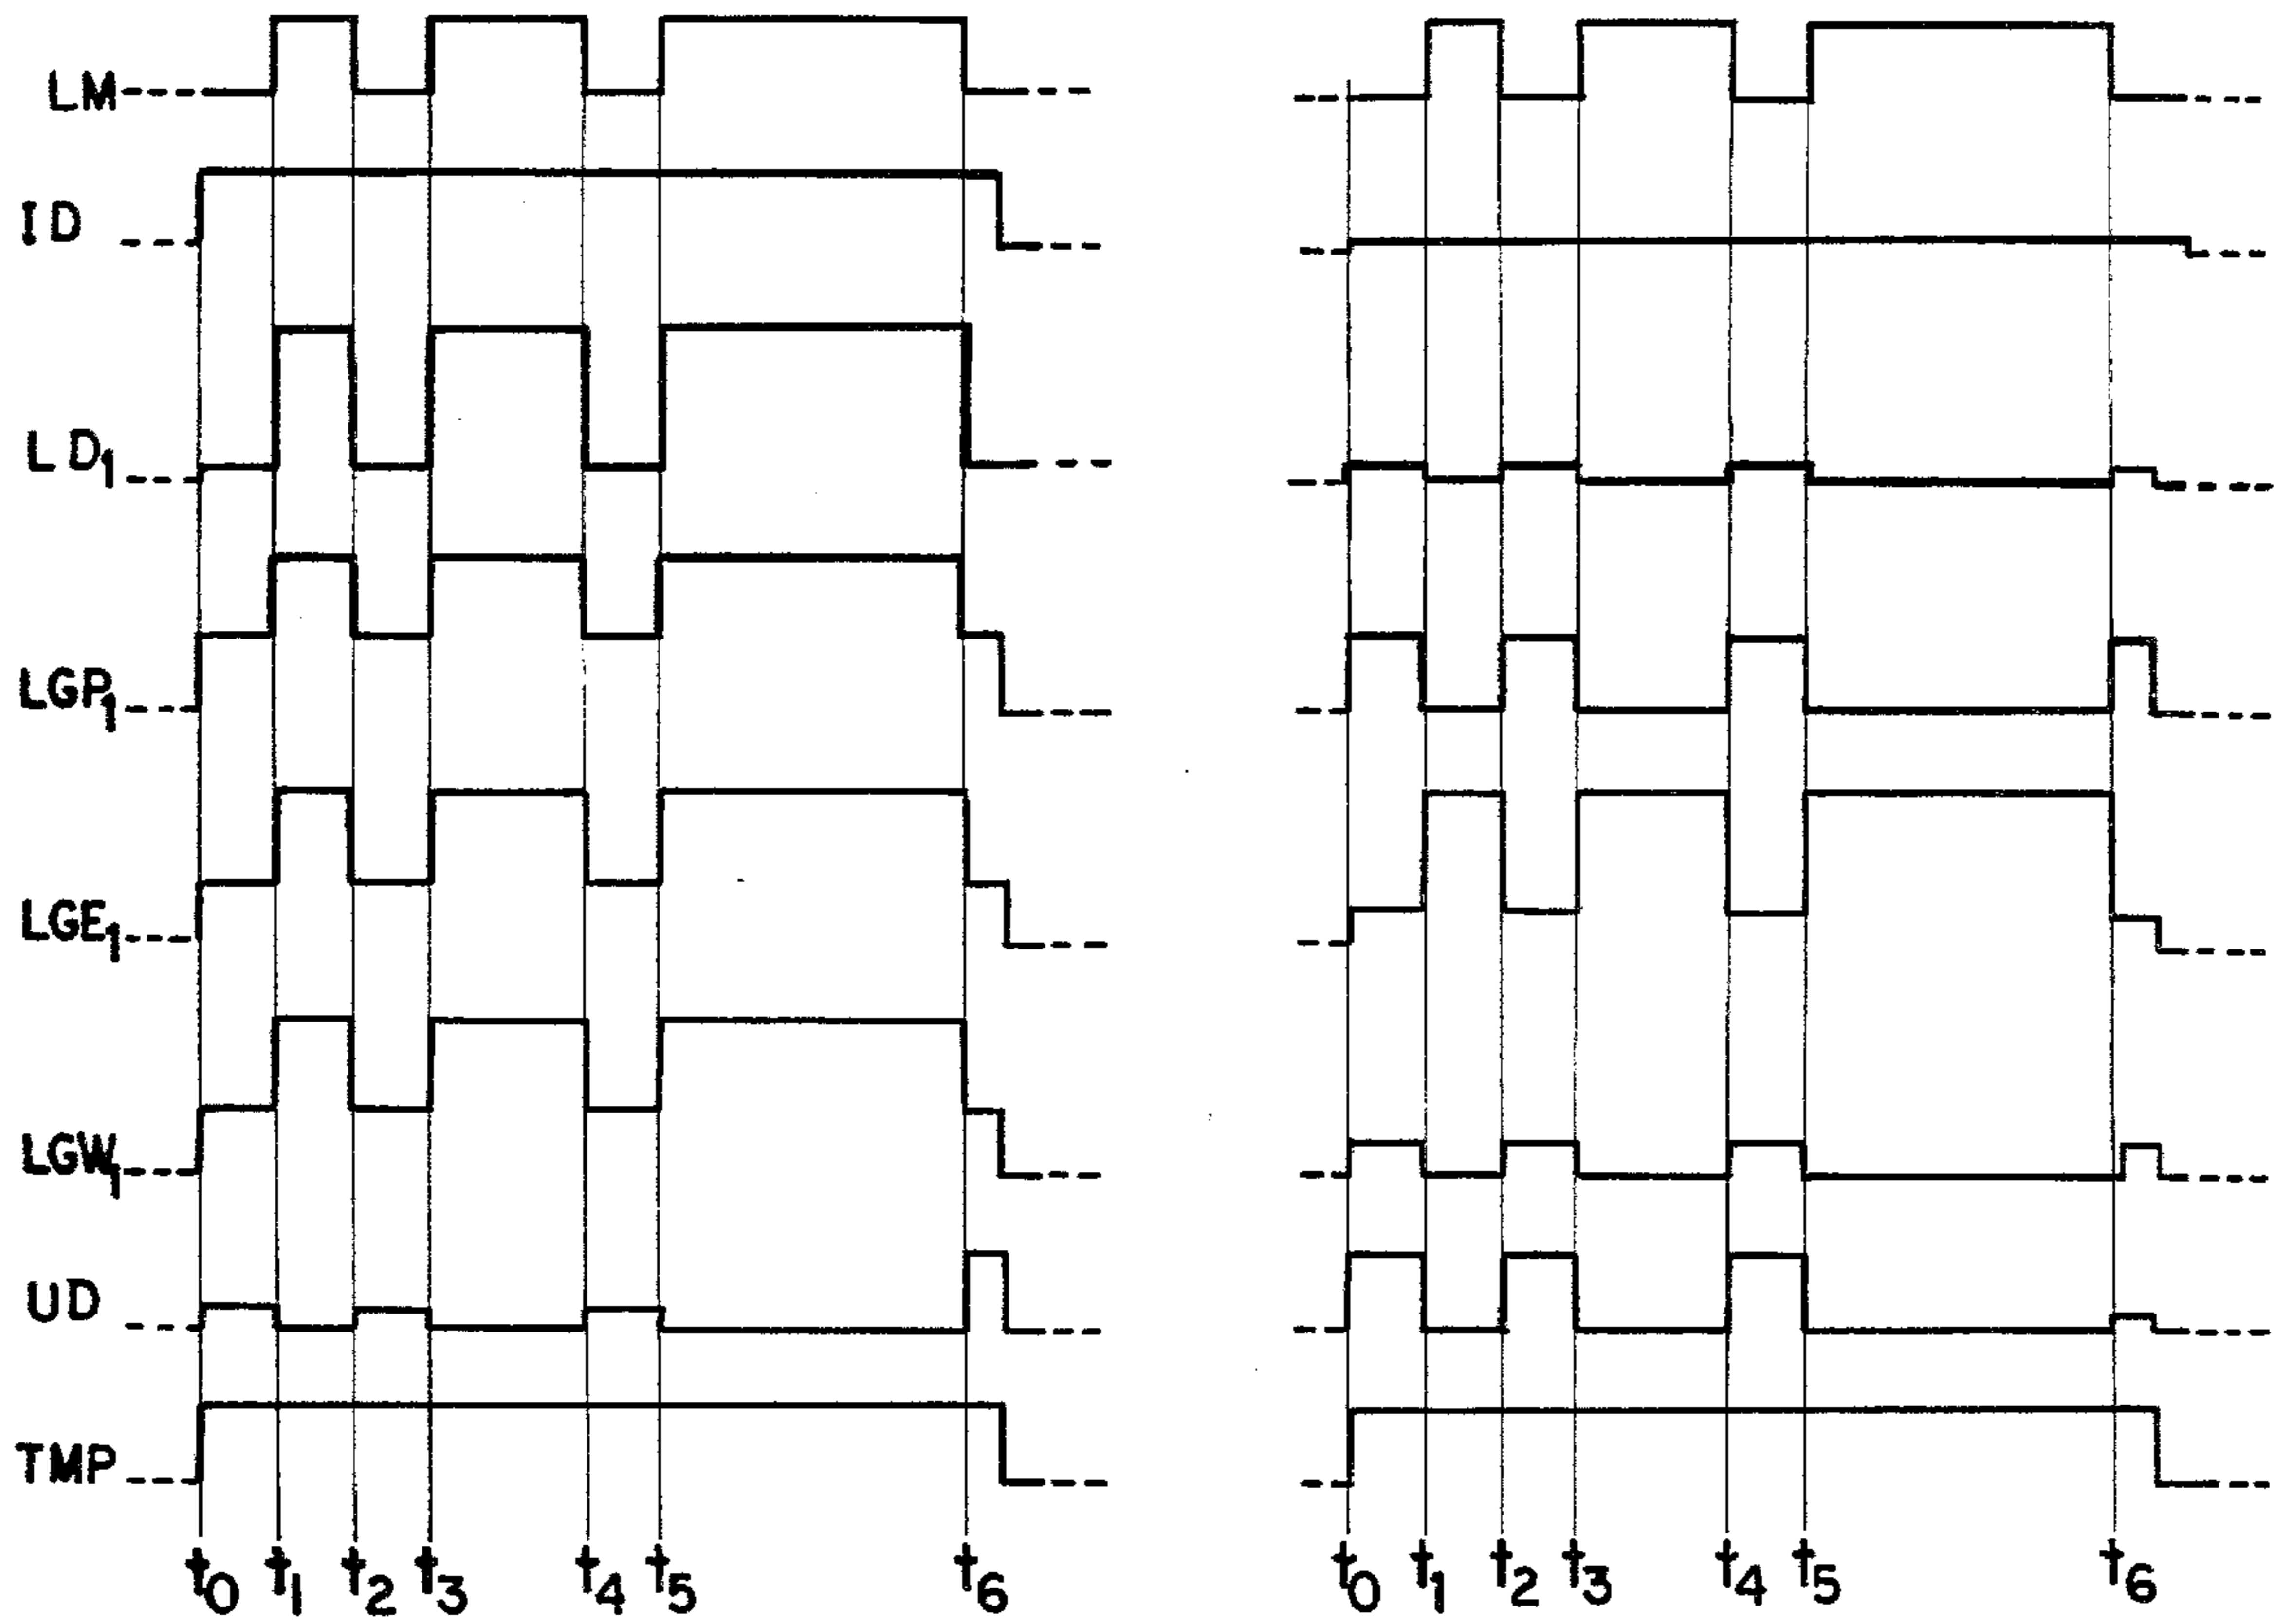 LM
ID
LD1
LGP1
LGE1
LGW1
UD
TMP
t0 t1 t2 t3 t4 t5 t6
t0 t1 t2 t3 t4 t5 t6